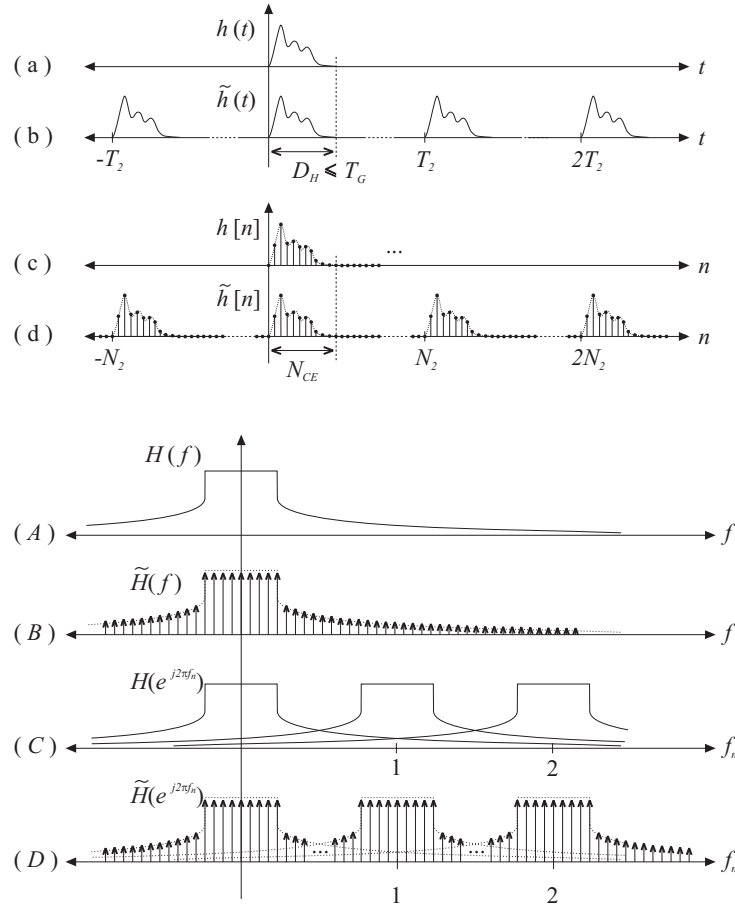 h(t)
(a) t
h̃(t)
(b) t
-T₂ T₂ 2T₂
D_H ⩽ T_G
h[n] ...
(c) n
h̃[n]
(d) n
-N₂ N₂ 2N₂
N_CE
H(f)
(A) f
H̃(f)
(B) f
H(e^{j2πf_n})
(C) f_n
1 2
H̃(e^{j2πf_n})
... ...
(D) f_n
1 2